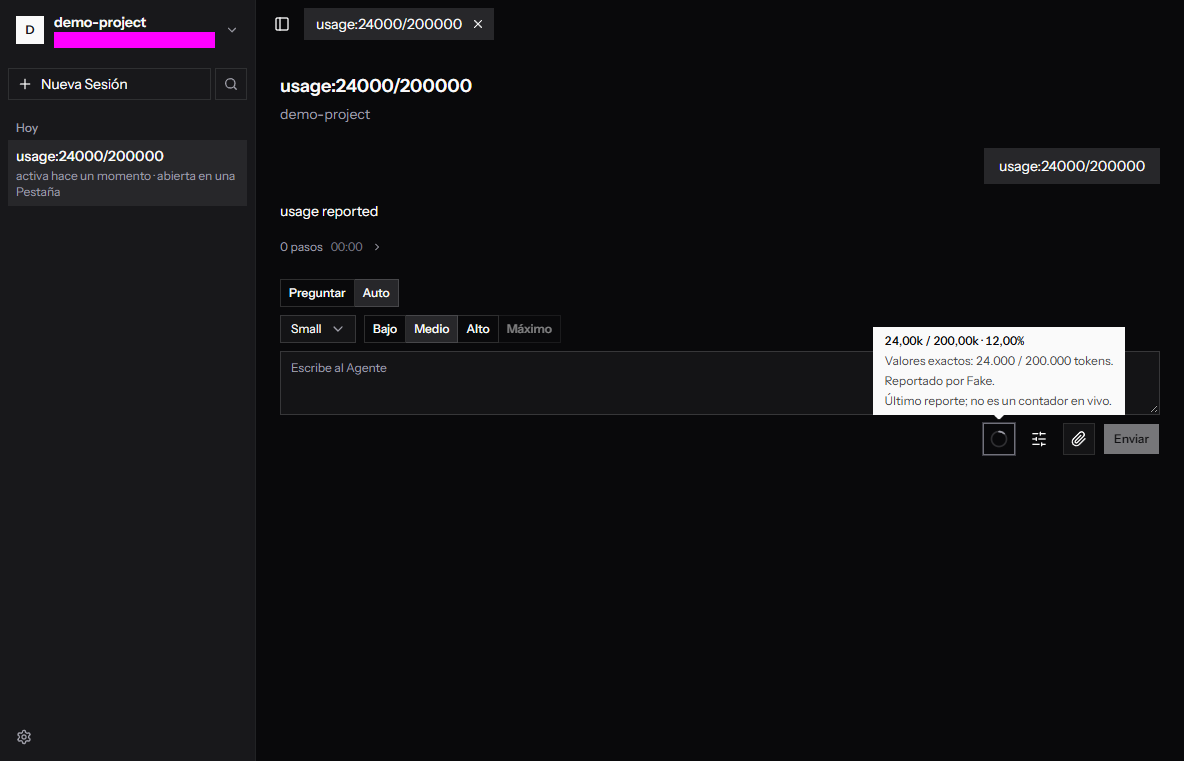 D
demo-project
Nueva Sesión
Hoy
usage:24000/200000
activa hace un momento · abierta en una
Pestaña
usage:24000/200000
usage:24000/200000
demo-project
usage:24000/200000
usage reported
0 pasos 00:00
Preguntar Auto
Small Bajo Medio Alto Máximo
Escribe al Agente
24,00k / 200,00k · 12,00%
Valores exactos: 24.000 / 200.000 tokens.
Reportado por Fake.
Último reporte; no es un contador en vivo.
Enviar